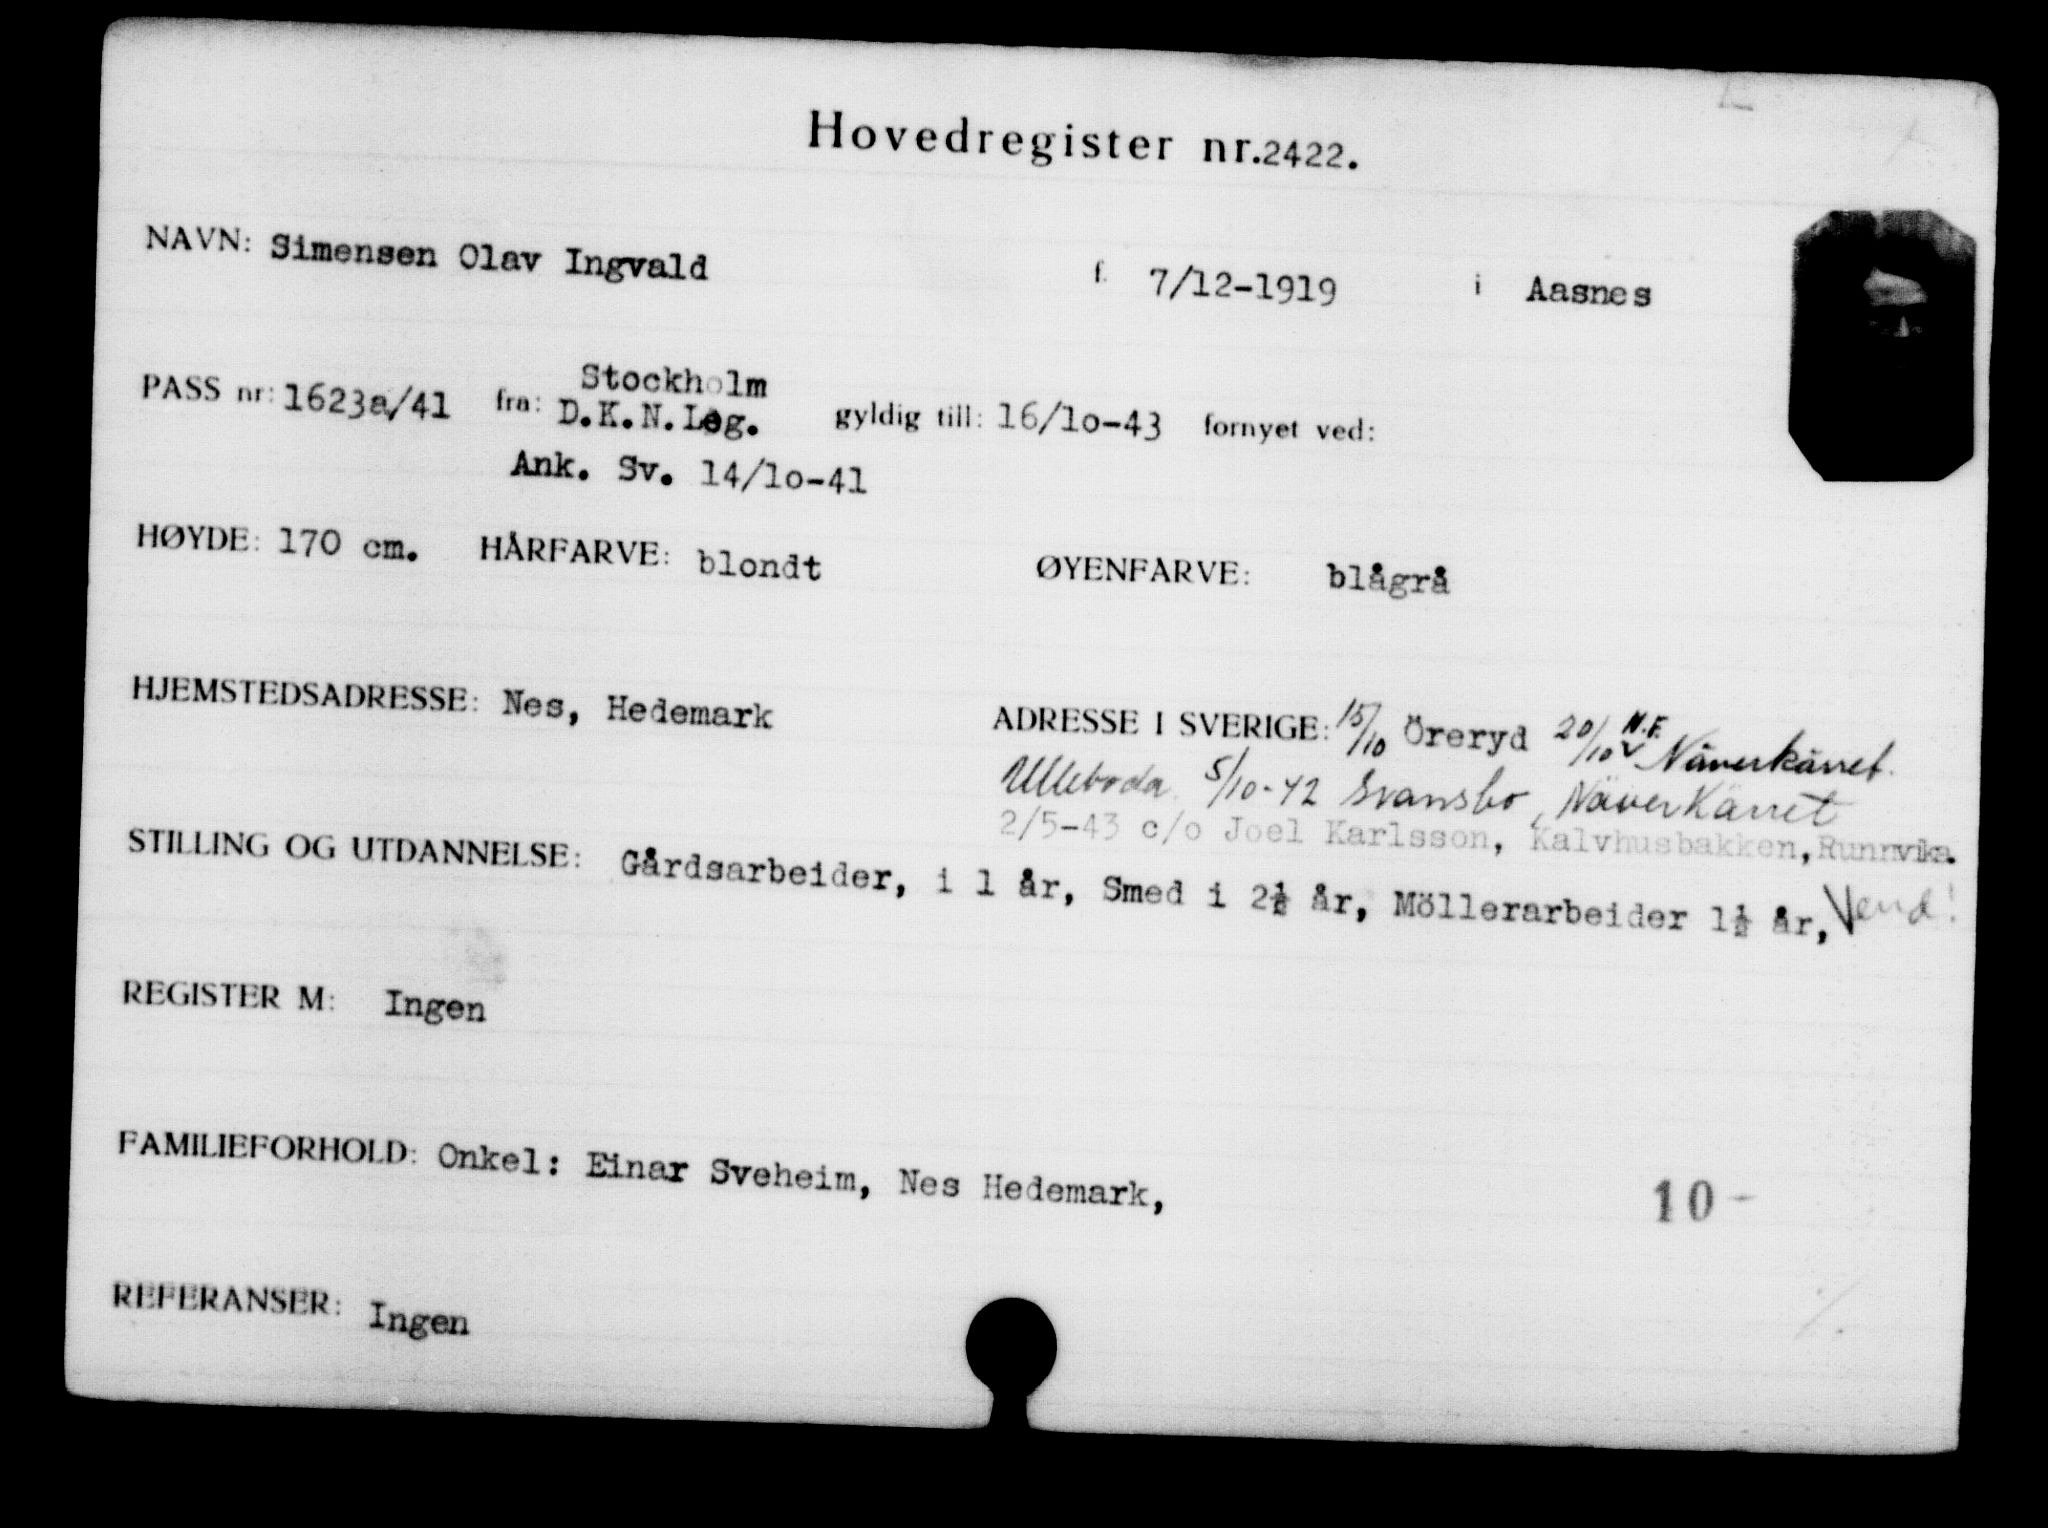 Hovedregister nr.2422.
NAVN: Simensen Olav Ingvald f. 7/12-1919 i Aasnes
Stockholm
PASS nr: 1623a/41 fra: D.K.N.Leg. gyldig till: 16/1o-43 fornyet ved:
Ank. Sv. 14/1o-41
HØYDE: 170 cm. HÅRFARVE: blondt ØYENFARVE: blågrå
HJEMSTEDSADRESSE: Nes, Hedemark ADRESSE I SVERIGE: 15/10 Öreryd 20/10 N.F. Näverkärret.
Ulleboda 5/10-42 Svansbo, Näverkärret
2/5-43 c/o Joel Karlsson, Kalvhusbakken, Runnvika.
STILLING OG UTDANNELSE: Gårdsarbeider, i 1 år, Smed i 2½ år, Möllerarbeider 1½ år, Vend!
REGISTER M: Ingen
FAMILIEFORHOLD: Onkel: Einar Sveheim, Nes Hedemark,
10-
REFERANSER: Ingen